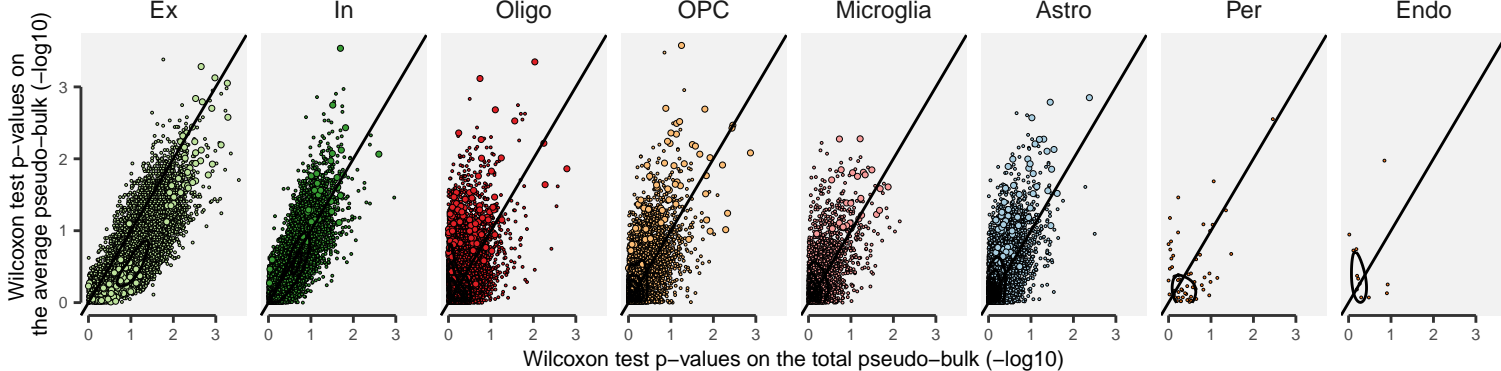 Ex In Oligo OPC Microglia Astro Per Endo
Wilcoxon test p−values on
the average pseudo−bulk (−log10)
3
2
1
0
0 1 2 3 0 1 2 3 0 1 2 3 0 1 2 3 0 1 2 3 0 1 2 3 0 1 2 3 0 1 2 3
Wilcoxon test p−values on the total pseudo−bulk (−log10)